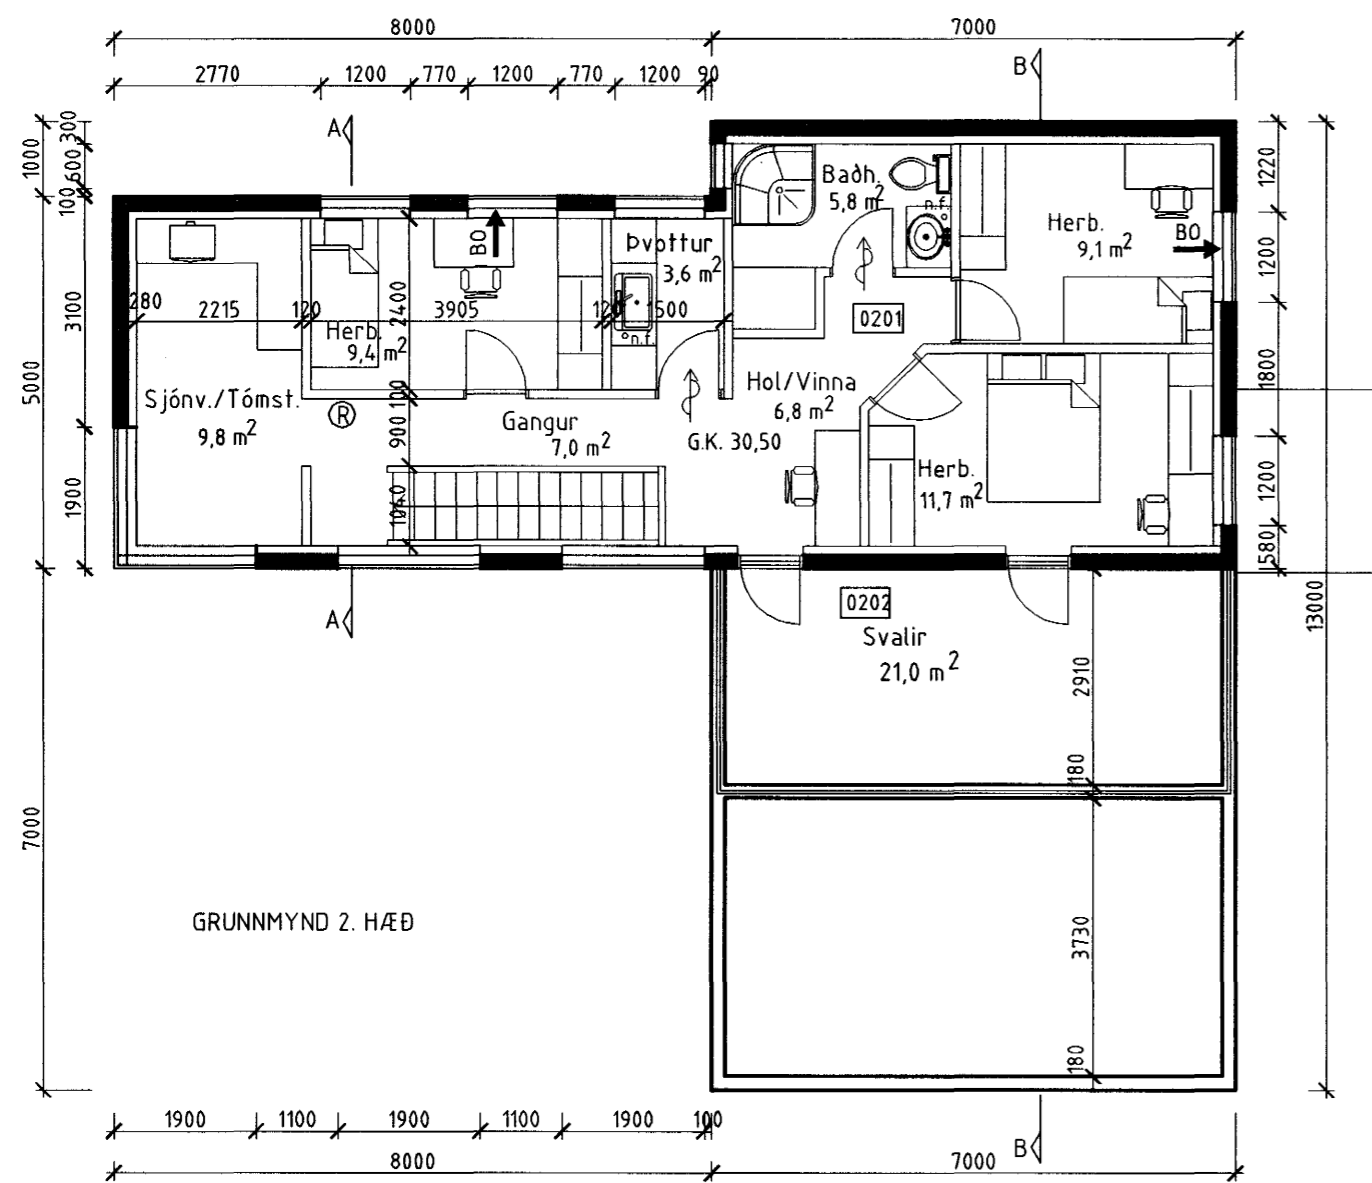 8000
7000
2770
1200
770
1200
770
1200
90
B
A
1000
300
600
100
1220
Baðh.
5,8 m²
n.f.
Herb.
9,1 m²
BO
1200
BO
Þvottur
3,6 m²
n.f.
0201
3100
280
2215
120
2400
3905
120
1500
Herb.
9,4 m²
5000
Sjónv./Tómst.
9,8 m²
R
100
900
Gangur
7,0 m²
Hol/Vinna
6,8 m²
G.K. 30,50
1800
Herb.
11,7 m²
1200
1900
1040
580
A
0202
Svalir
21,0 m²
2910
180
13000
7000
GRUNNMYND 2. HÆÐ
3730
180
1900
1100
1900
1100
1900
100
B
8000
7000